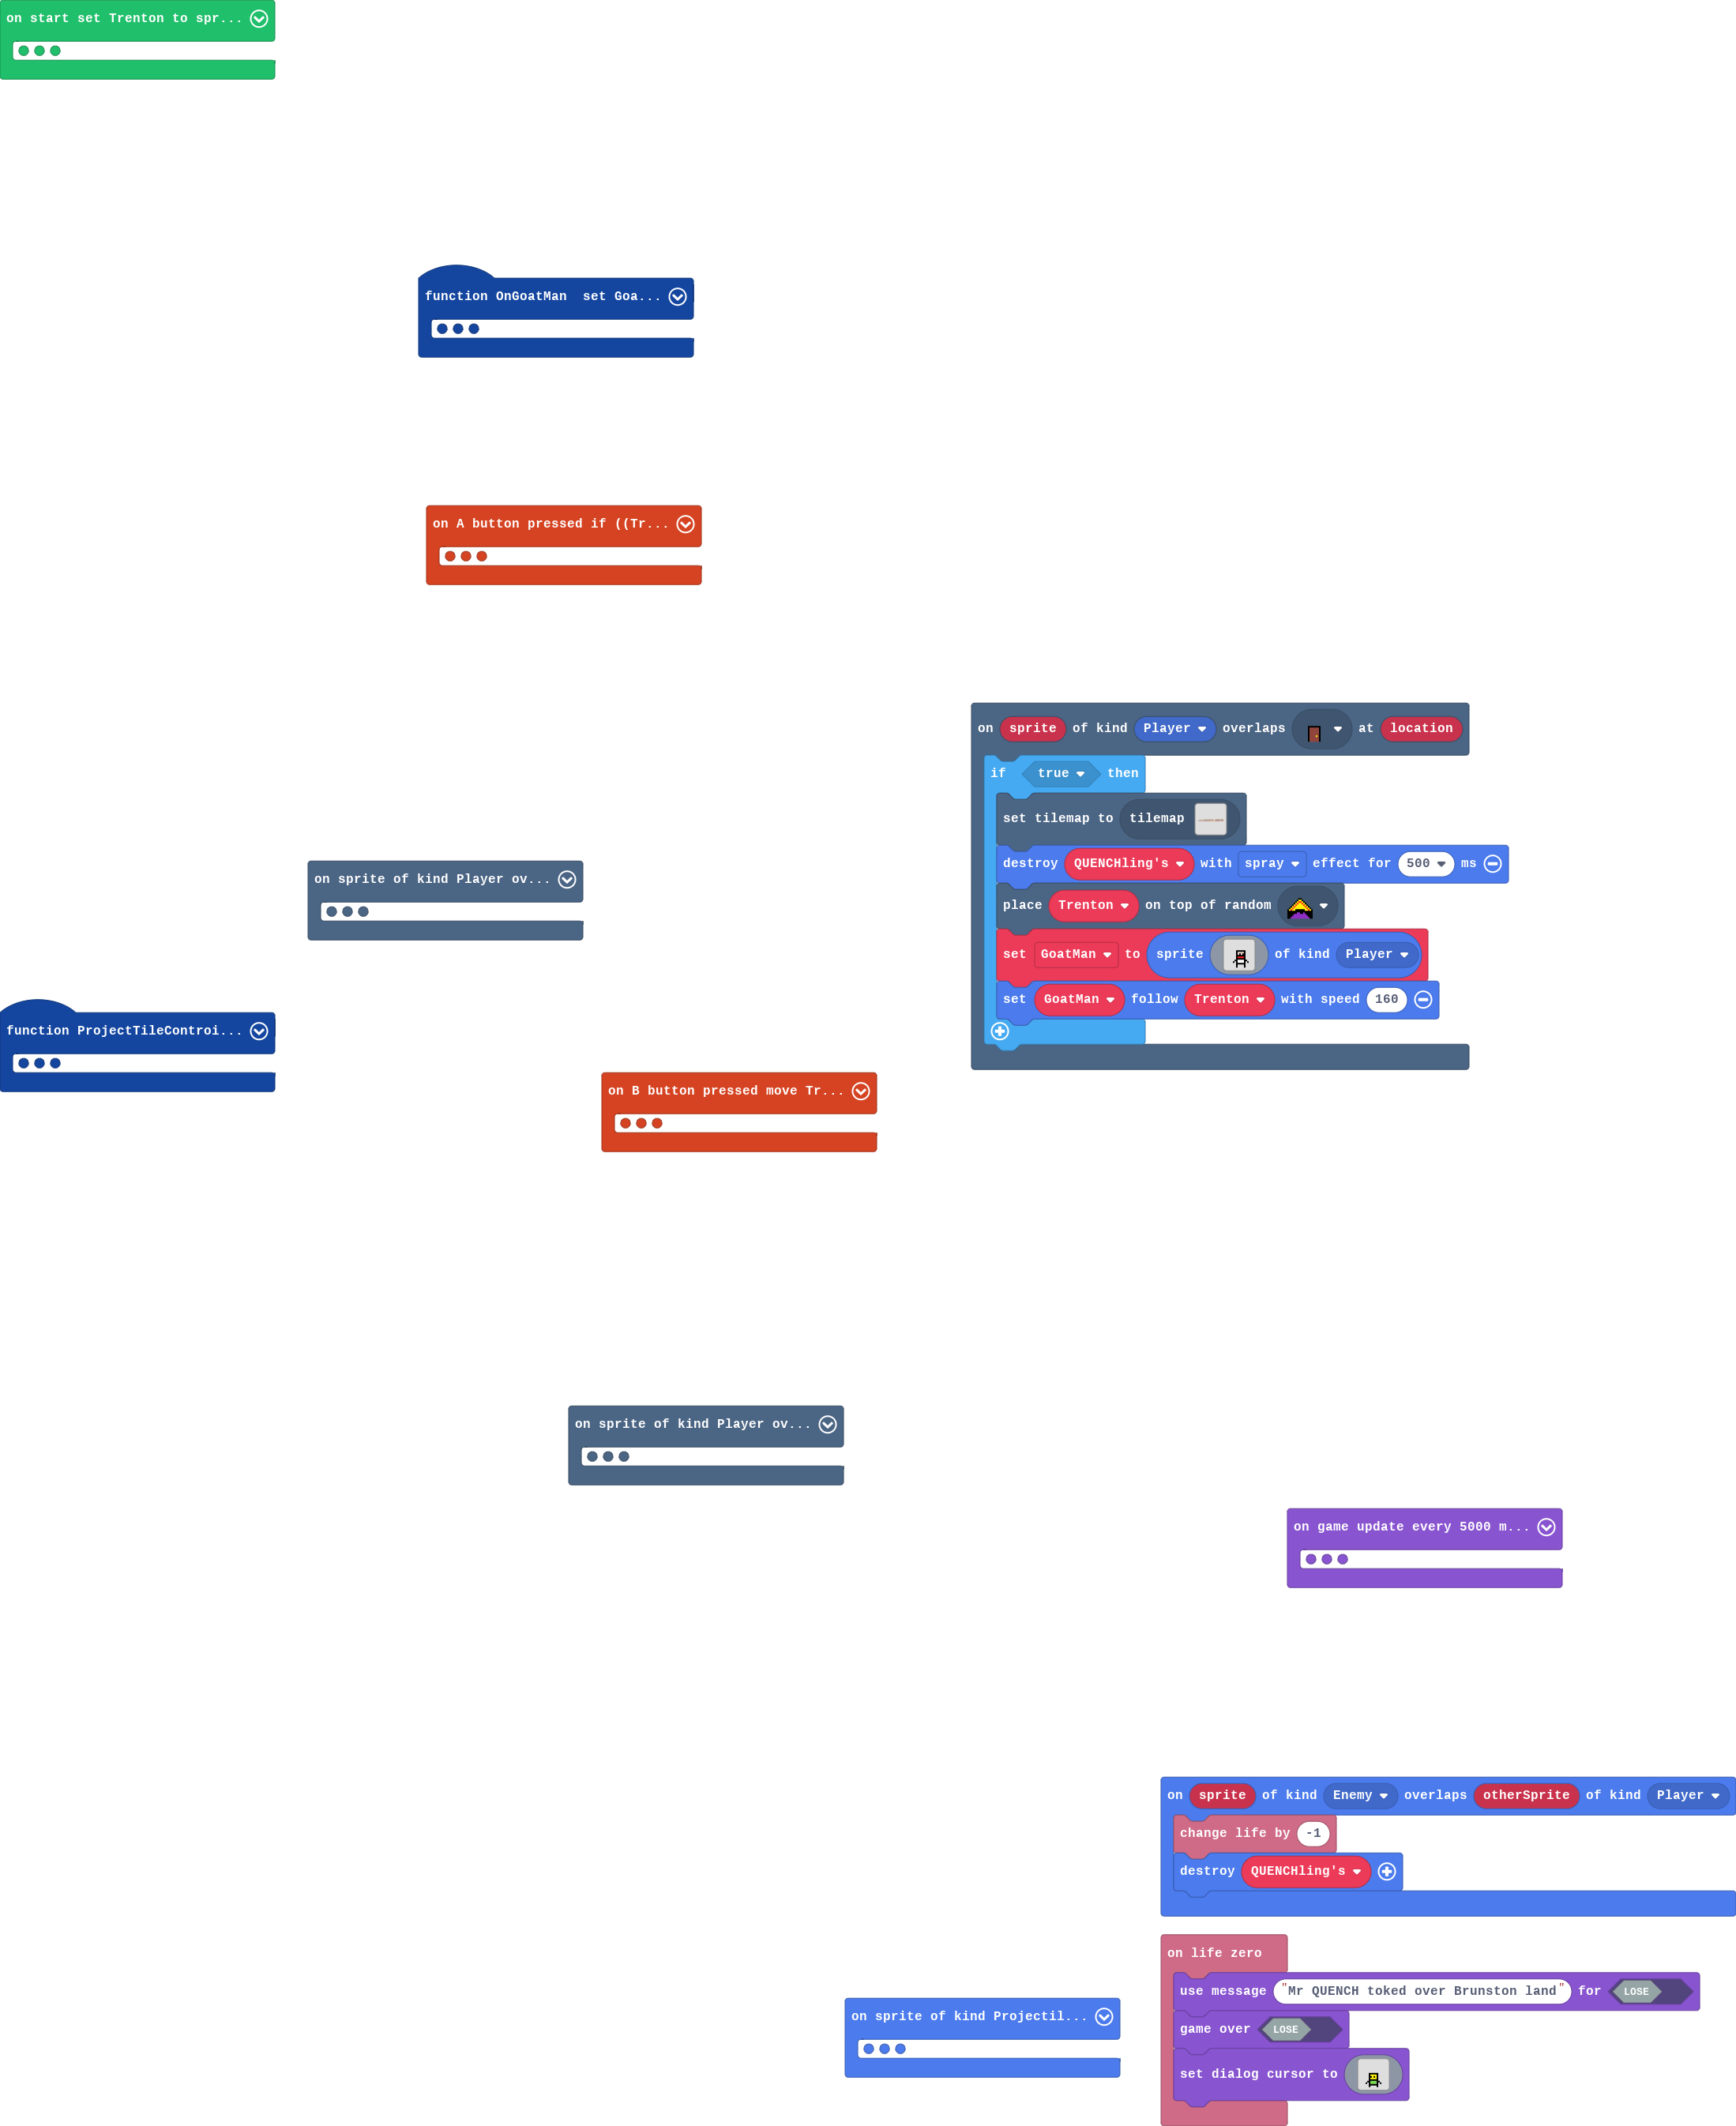 on start set Trenton to spr...
function OnGoatMan set Goa...
on A button pressed if ((Tr...
on sprite of kind Player overlaps at location
if true then
set tilemap to tilemap
destroy QUENCHling's with spray effect for 500 ms
place Trenton on top of random
set GoatMan to sprite of kind Player
set GoatMan follow Trenton with speed 160
on sprite of kind Player ov...
function ProjectTileControi...
on B button pressed move Tr...
on sprite of kind Player ov...
on game update every 5000 m...
on sprite of kind Enemy overlaps otherSprite of kind Player
change life by -1
destroy QUENCHling's
on life zero
use message "Mr QUENCH toked over Brunston land" for LOSE
game over LOSE
set dialog cursor to
on sprite of kind Projectil...